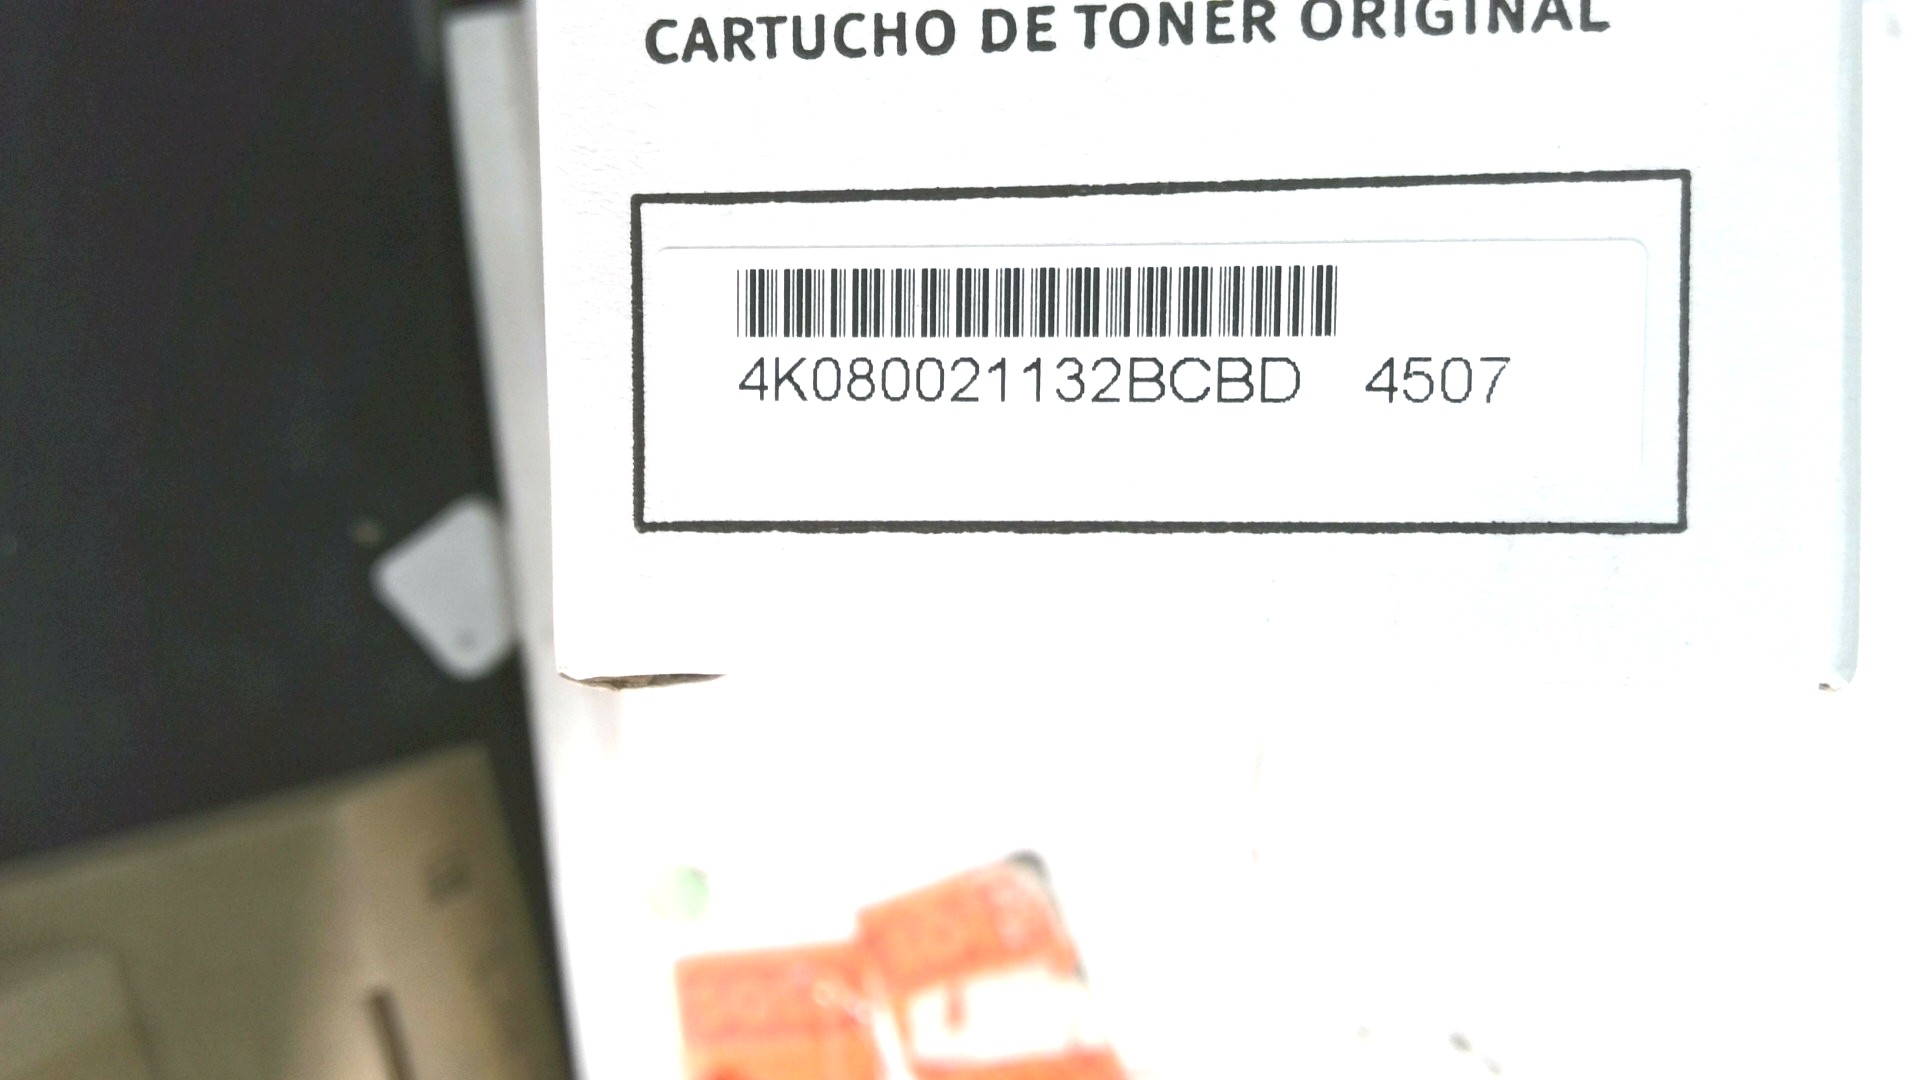 CARTUCHO DE TONER ORIGINAL
4K080021132BCBD 4507